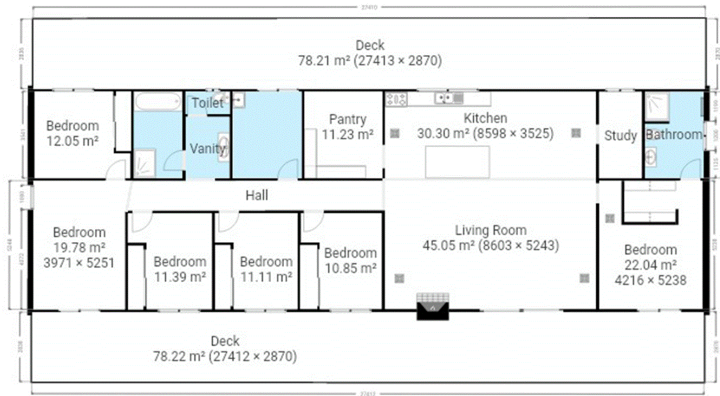 27410
Deck
78.21 m² (27413 × 2870)
Bedroom
12.05 m²
Toilet
Vanity
Pantry
11.23 m²
Kitchen
30.30 m² (8598 × 3525)
Study
Bathroom
Hall
Bedroom
19.78 m²
3971 × 5251
Bedroom
11.39 m²
Bedroom
11.11 m²
Bedroom
10.85 m²
Living Room
45.05 m² (8603 × 5243)
Bedroom
22.04 m²
4216 × 5238
Deck
78.22 m² (27412 × 2870)